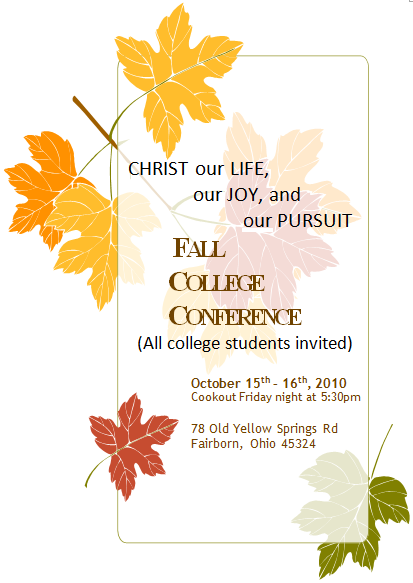 CHRIST our LIFE,
our JOY, and
our PURSUIT
FALL
COLLEGE
CONFERENCE
(All college students invited)
October 15th - 16th, 2010
Cookout Friday night at 5:30pm
78 Old Yellow Springs Rd
Fairborn, Ohio 45324